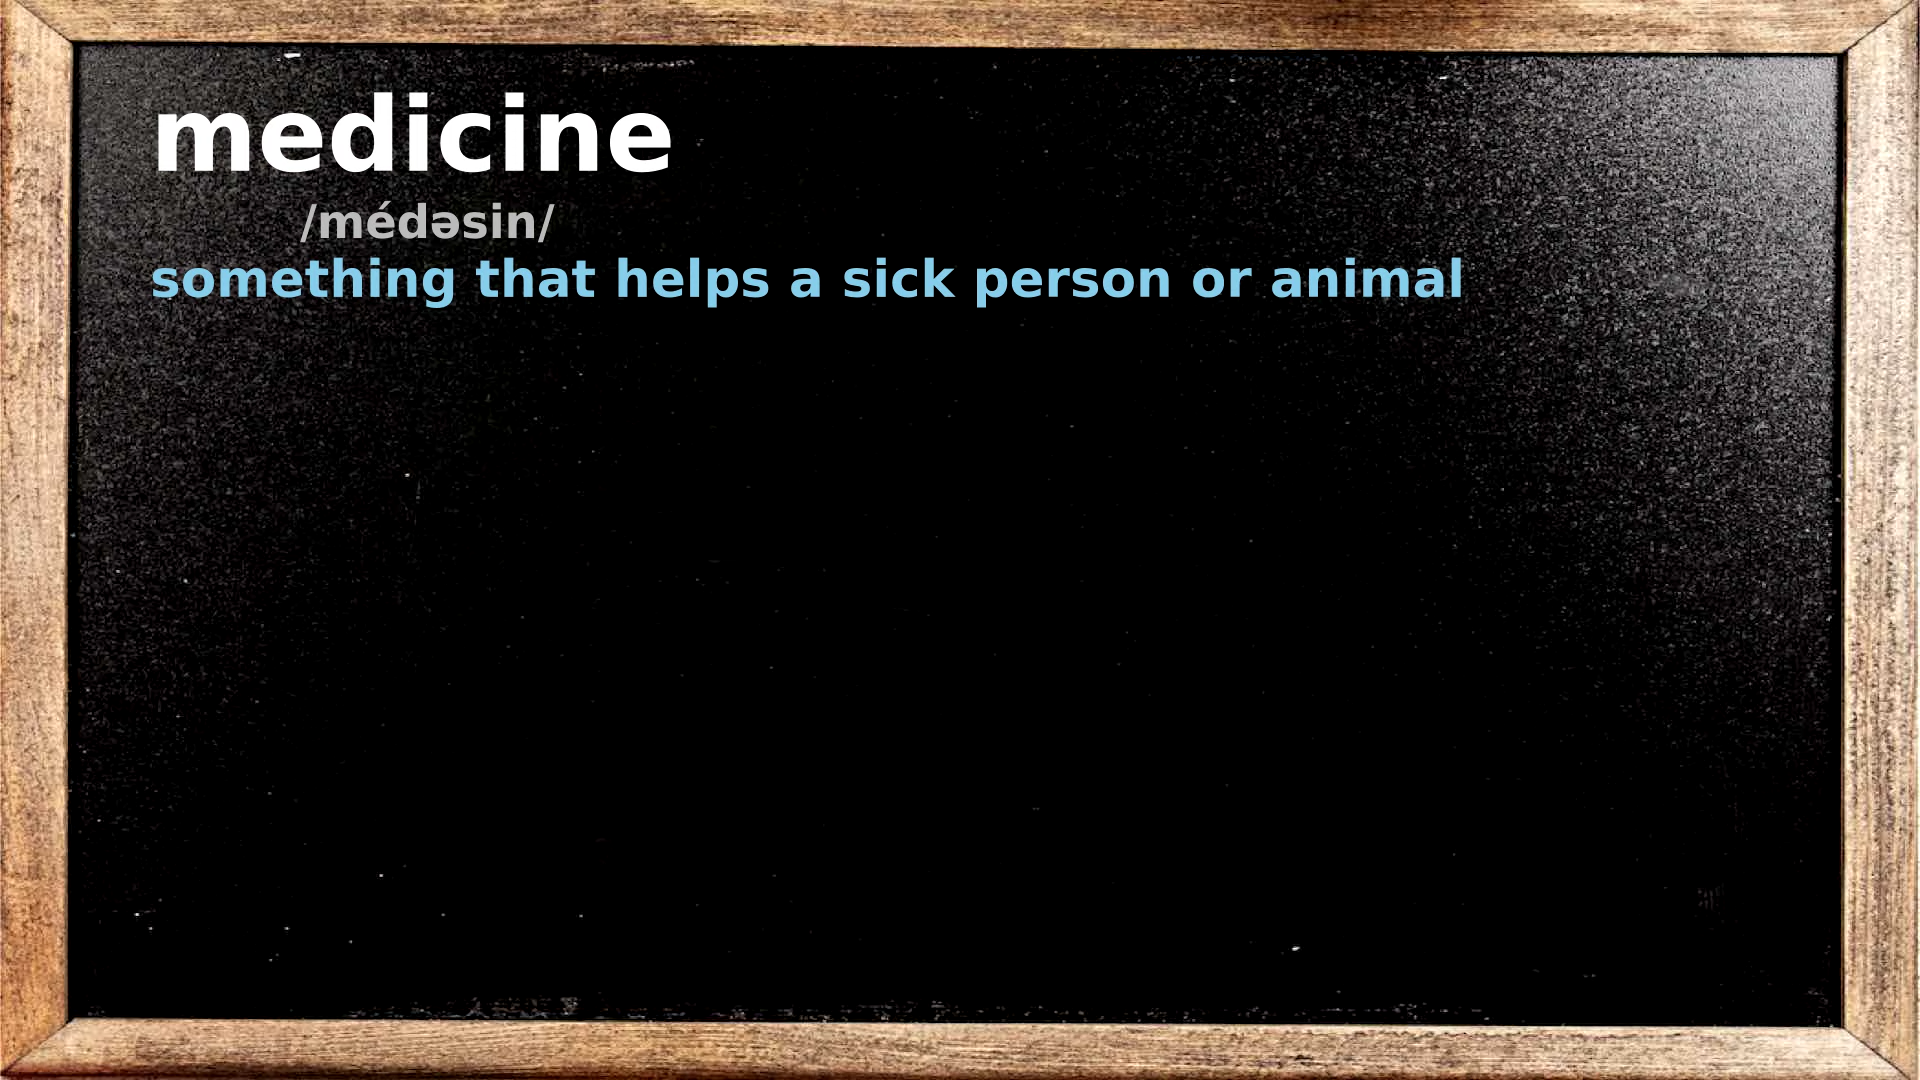 medicine
/médəsin/
something that helps a sick person or animal